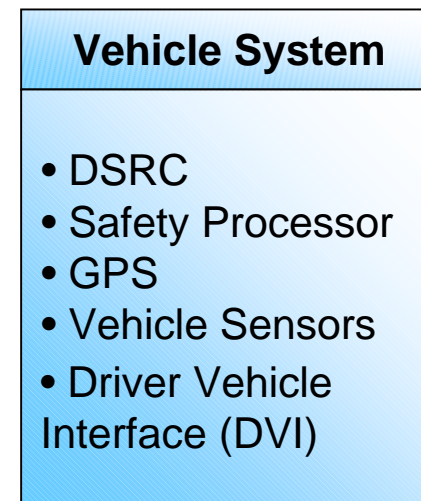 Vehicle System
• DSRC
• Safety Processor
• GPS
• Vehicle Sensors
• Driver Vehicle
Interface (DVI)